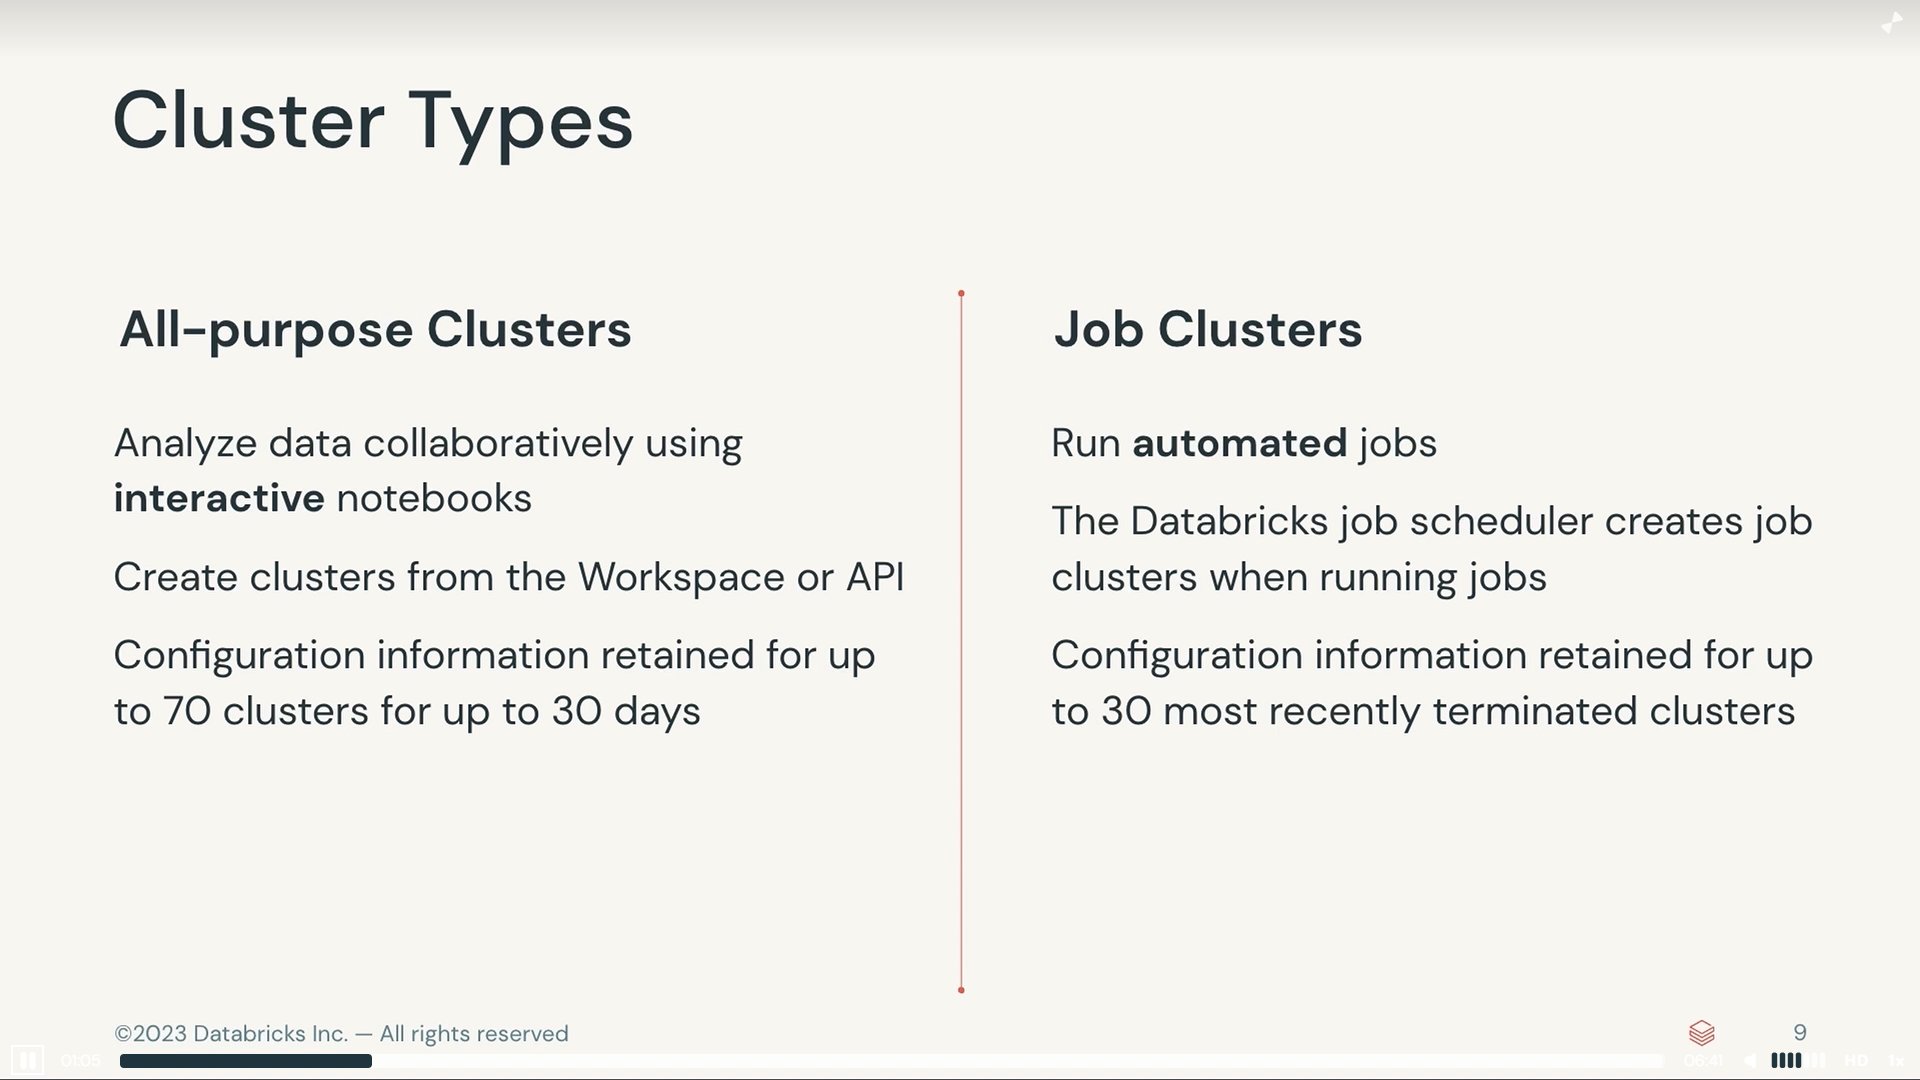 Cluster Types
All-purpose Clusters
Analyze data collaboratively using
interactive notebooks
Create clusters from the Workspace or API
Configuration information retained for up
to 70 clusters for up to 30 days
Job Clusters
Run automated jobs
The Databricks job scheduler creates job
clusters when running jobs
Configuration information retained for up
to 30 most recently terminated clusters
©2023 Databricks Inc. — All rights reserved
9
01:05
06:41
HD
1x